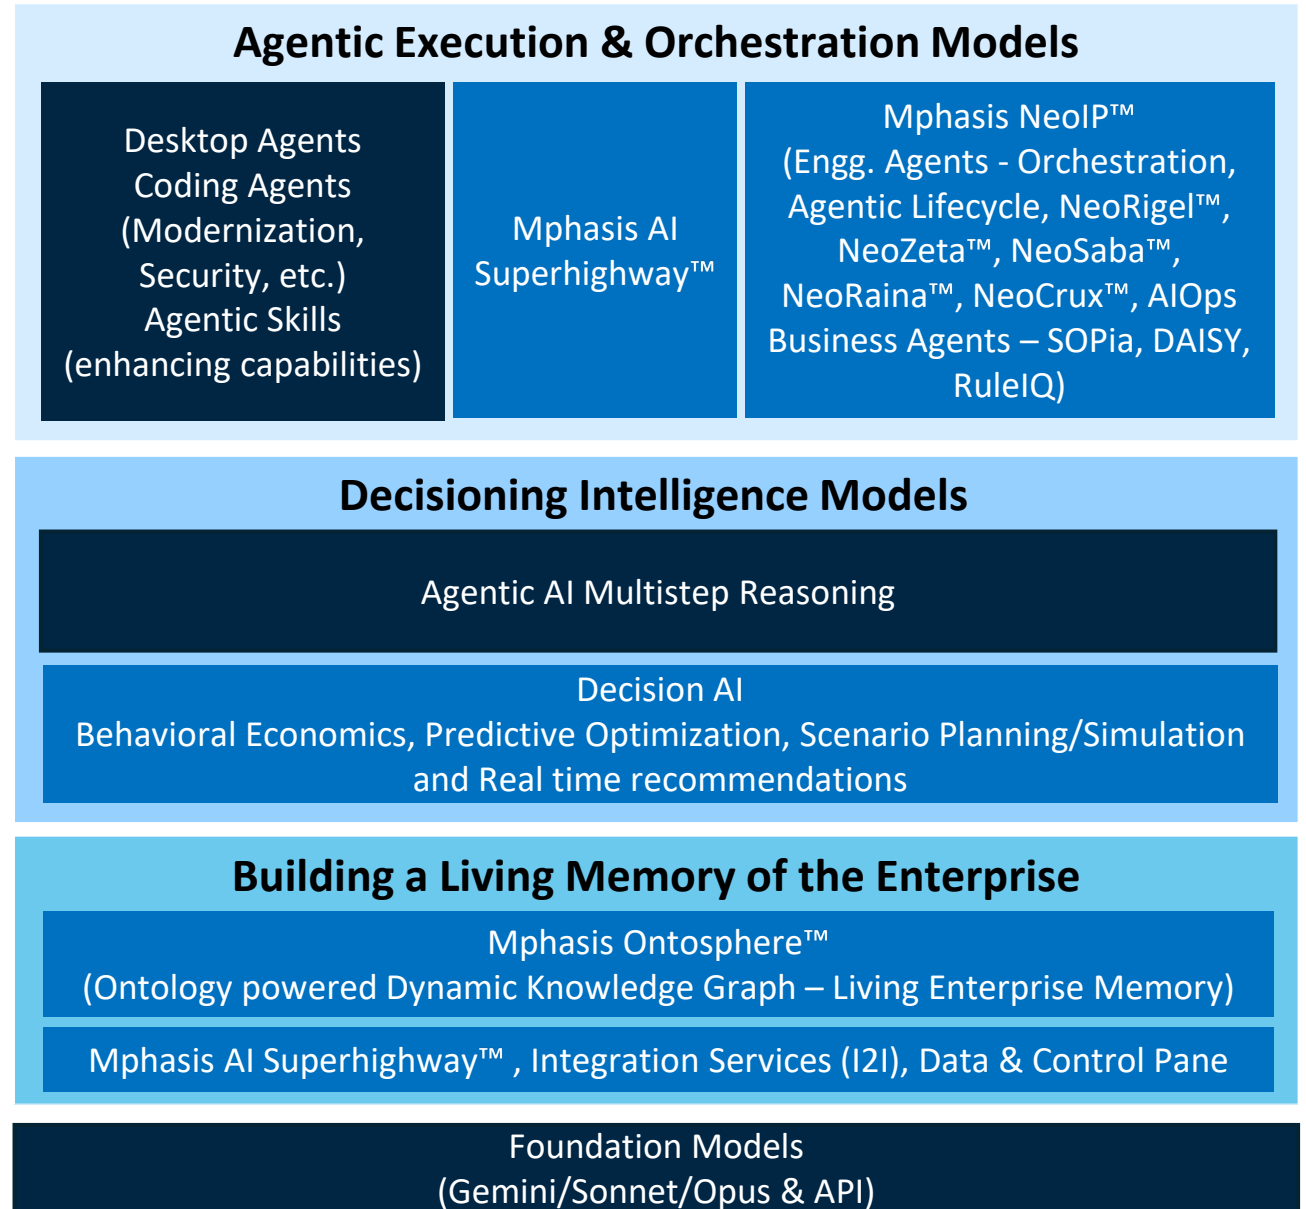 Agentic Execution & Orchestration Models
Desktop Agents
Coding Agents
(Modernization,
Security, etc.)
Agentic Skills
(enhancing capabilities)
Mphasis AI
Superhighway™
Mphasis NeoIP™
(Engg. Agents - Orchestration,
Agentic Lifecycle, NeoRigel™,
NeoZeta™, NeoSaba™,
NeoRaina™, NeoCrux™, AIOps
Business Agents – SOPia, DAISY,
RuleIQ)
Decisioning Intelligence Models
Agentic AI Multistep Reasoning
Decision AI
Behavioral Economics, Predictive Optimization, Scenario Planning/Simulation
and Real time recommendations
Building a Living Memory of the Enterprise
Mphasis Ontosphere™
(Ontology powered Dynamic Knowledge Graph – Living Enterprise Memory)
Mphasis AI Superhighway™ , Integration Services (I2I), Data & Control Pane
Foundation Models
(Gemini/Sonnet/Opus & API)